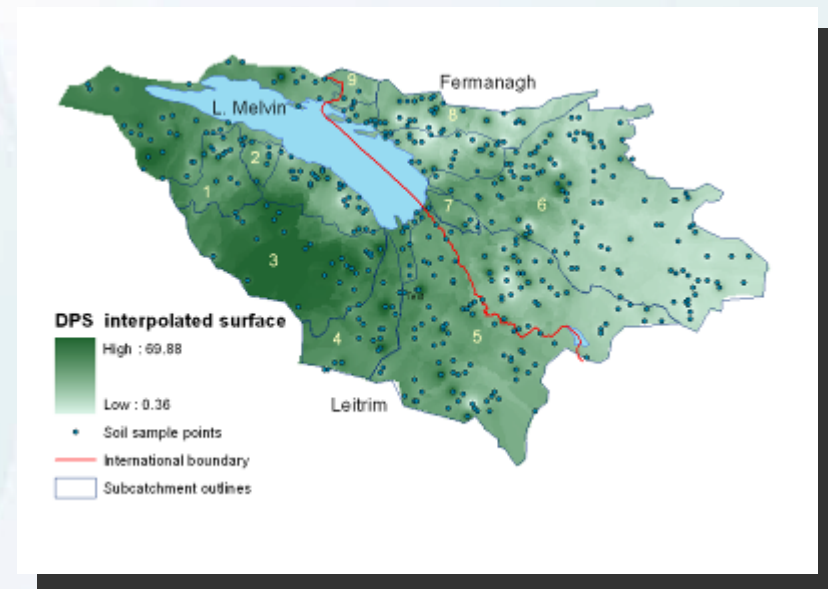 Fermanagh
L. Melvin
9
8
2
1
7
6
3
4
5
DPS interpolated surface
High : 69.88
Low : 0.36
Soil sample points
International boundary
Subcatchment outlines
Leitrim